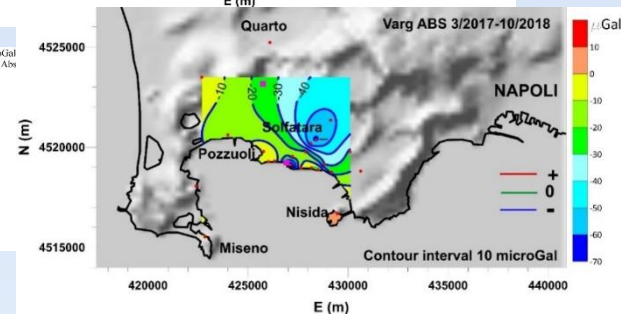 E (m)
Varg ABS 3/2017-10/2018
μGal
Quarto
4525000
10
NAPOLI
0
-10
-20
-30
-40
-50
-60
-70
-10
-20
-30
-40
Solfatara
4520000
Pozzuoli
N (m)
+
0
-
Nisida
4515000
Miseno
Contour interval 10 microGal
420000 425000 430000 435000 440000
E (m)
Gal
Abs